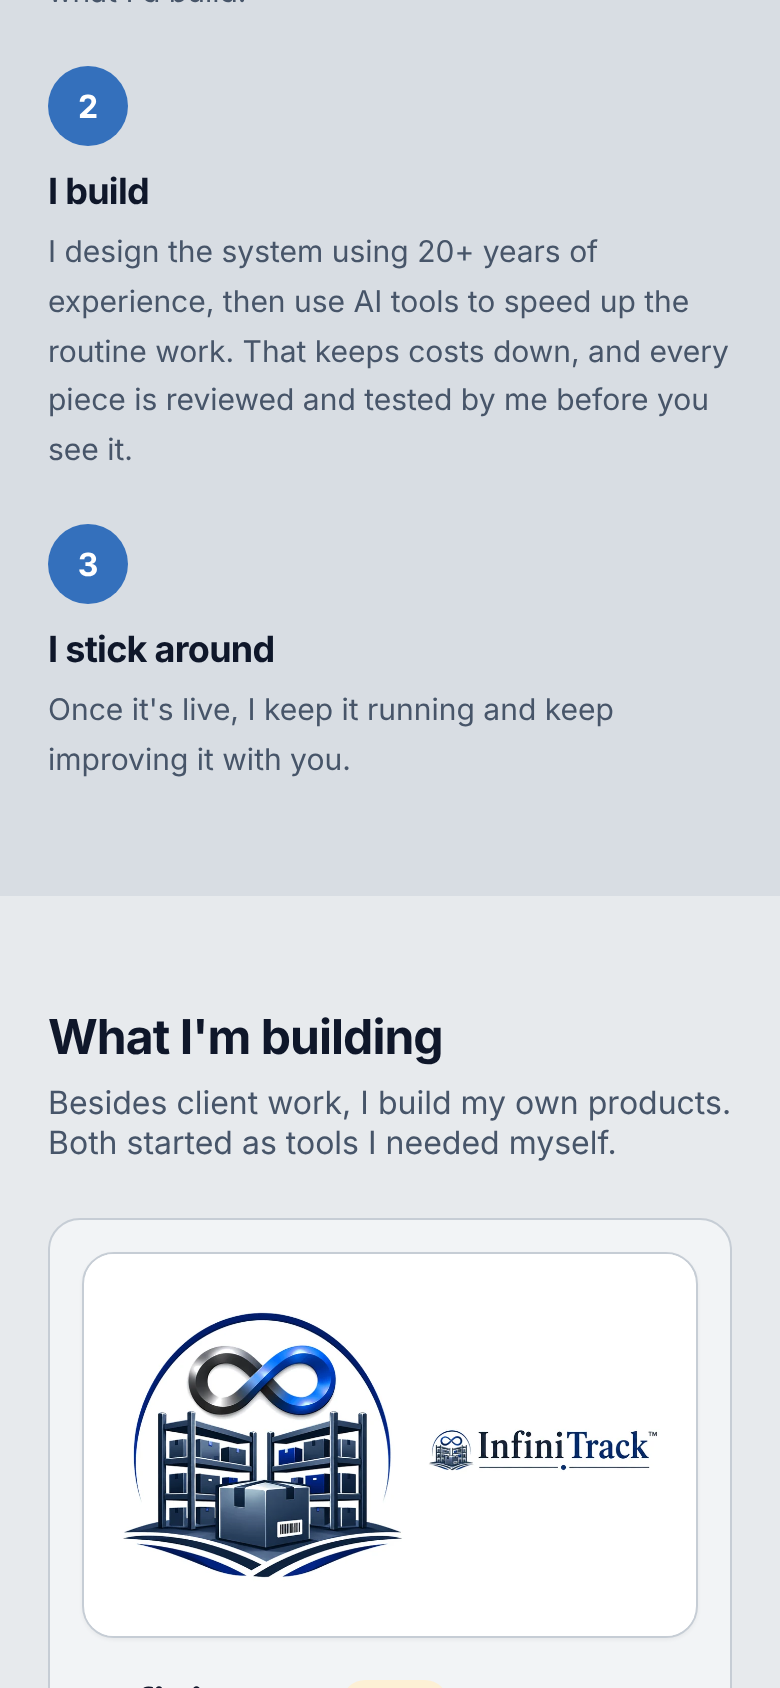 2
I build
I design the system using 20+ years of
experience, then use AI tools to speed up the
routine work. That keeps costs down, and every
piece is reviewed and tested by me before you
see it.
3
I stick around
Once it's live, I keep it running and keep
improving it with you.
What I'm building
Besides client work, I build my own products.
Both started as tools I needed myself.
InfiniTrack™